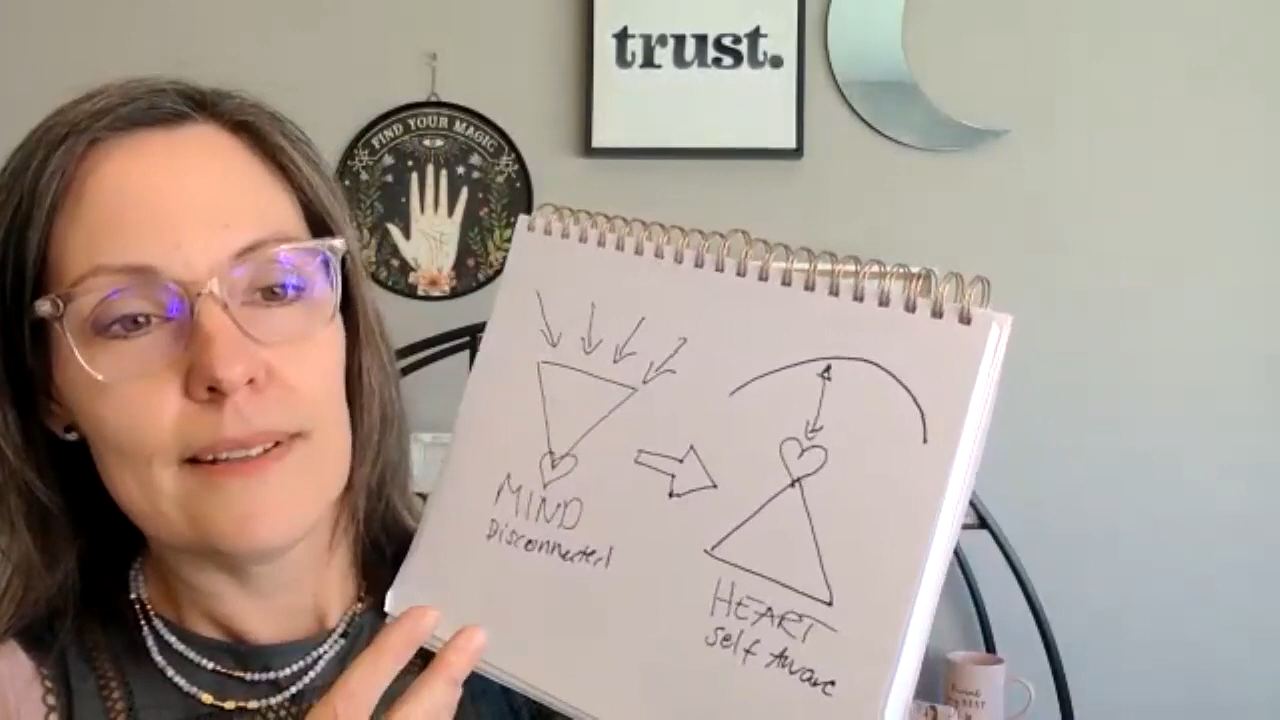 trust.
FIND YOUR MAGIC
MIND
Disconnected
HEART
self Aware